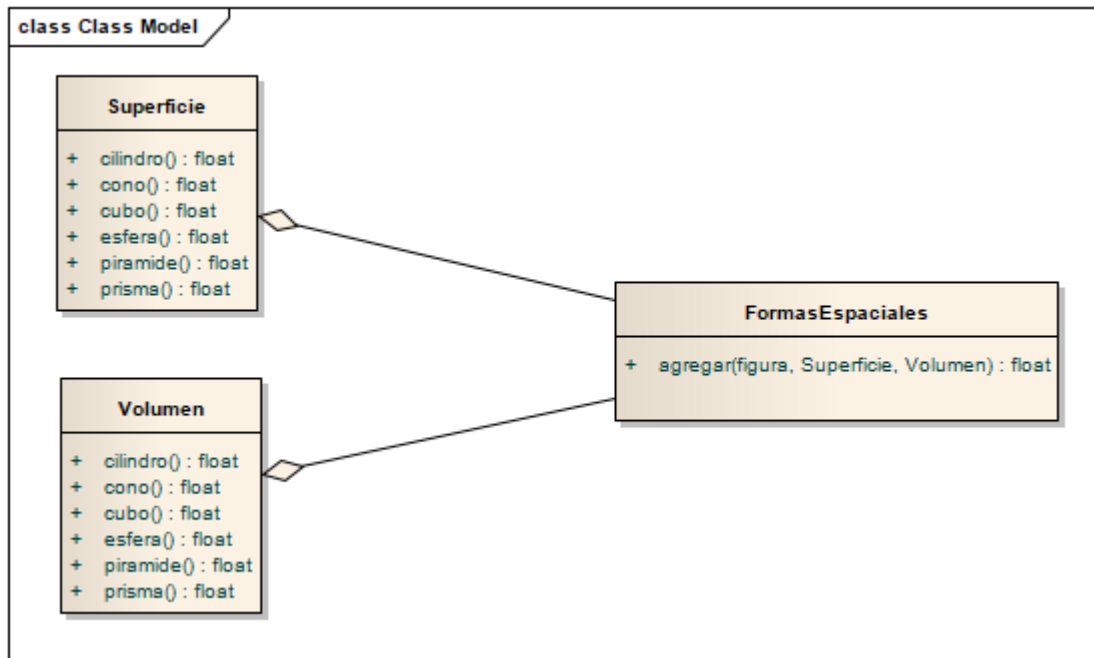 class Class Model
Superficie
+ cilindro() : float
+ cono() : float
+ cubo() : float
+ esfera() : float
+ piramide() : float
+ prisma() : float
FormasEspaciales
+ agregar(figura, Superficie, Volumen) : float
Volumen
+ cilindro() : float
+ cono() : float
+ cubo() : float
+ esfera() : float
+ piramide() : float
+ prisma() : float